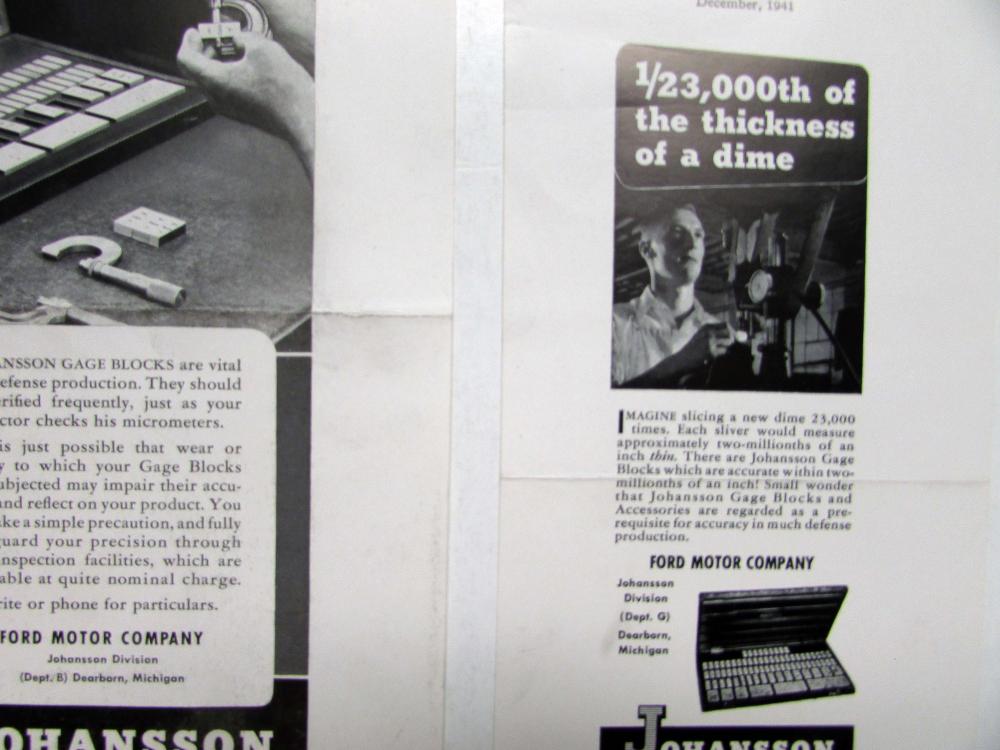 ANSSON GAGE BLOCKS are vital
efense production. They should
rified frequently, just as your
ctor checks his micrometers.
is just possible that wear or
y to which your Gage Blocks
ubjected may impair their accu-
and reflect on your product. You
ke a simple precaution, and fully
guard your precision through
nspection facilities, which are
able at quite nominal charge.
rite or phone for particulars.
FORD MOTOR COMPANY
Johansson Division
(Dept. B) Dearborn, Michigan
OHANSSON
December, 1941
1/23,000th of
the thickness
of a dime
IMAGINE slicing a new dime 23,000
times. Each sliver would measure
approximately two-millionths of an
inch thin. There are Johansson Gage
Blocks which are accurate within two-
millionths of an inch! Small wonder
that Johansson Gage Blocks and
Accessories are regarded as a pre-
requisite for accuracy in much defense
production.
FORD MOTOR COMPANY
Johansson
Division
(Dept. G)
Dearborn,
Michigan
JOHANSSON